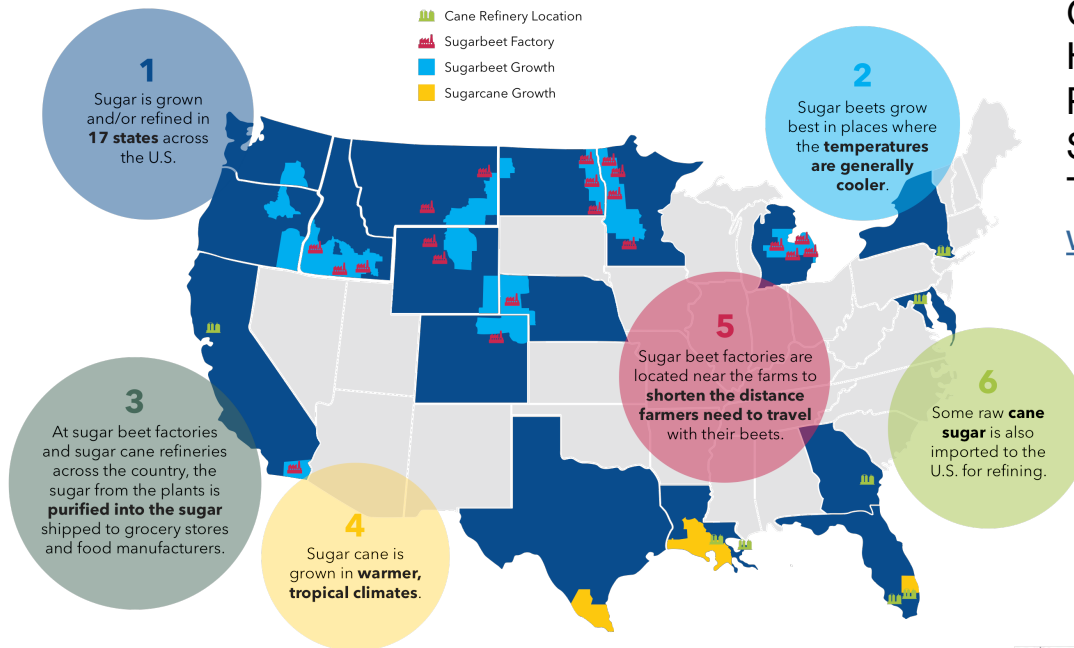 Cane Refinery Location
Sugarbeet Factory
Sugarbeet Growth
Sugarcane Growth
1
Sugar is grown
and/or refined in
17 states across
the U.S.
2
Sugar beets grow
best in places where
the temperatures
are generally
cooler.
3
At sugar beet factories
and sugar cane refineries
across the country, the
sugar from the plants is
purified into the sugar
shipped to grocery stores
and food manufacturers.
4
Sugar cane is
grown in warmer,
tropical climates.
5
Sugar beet factories are
located near the farms to
shorten the distance
farmers need to travel
with their beets.
6
Some raw cane
sugar is also
imported to the
U.S. for refining.